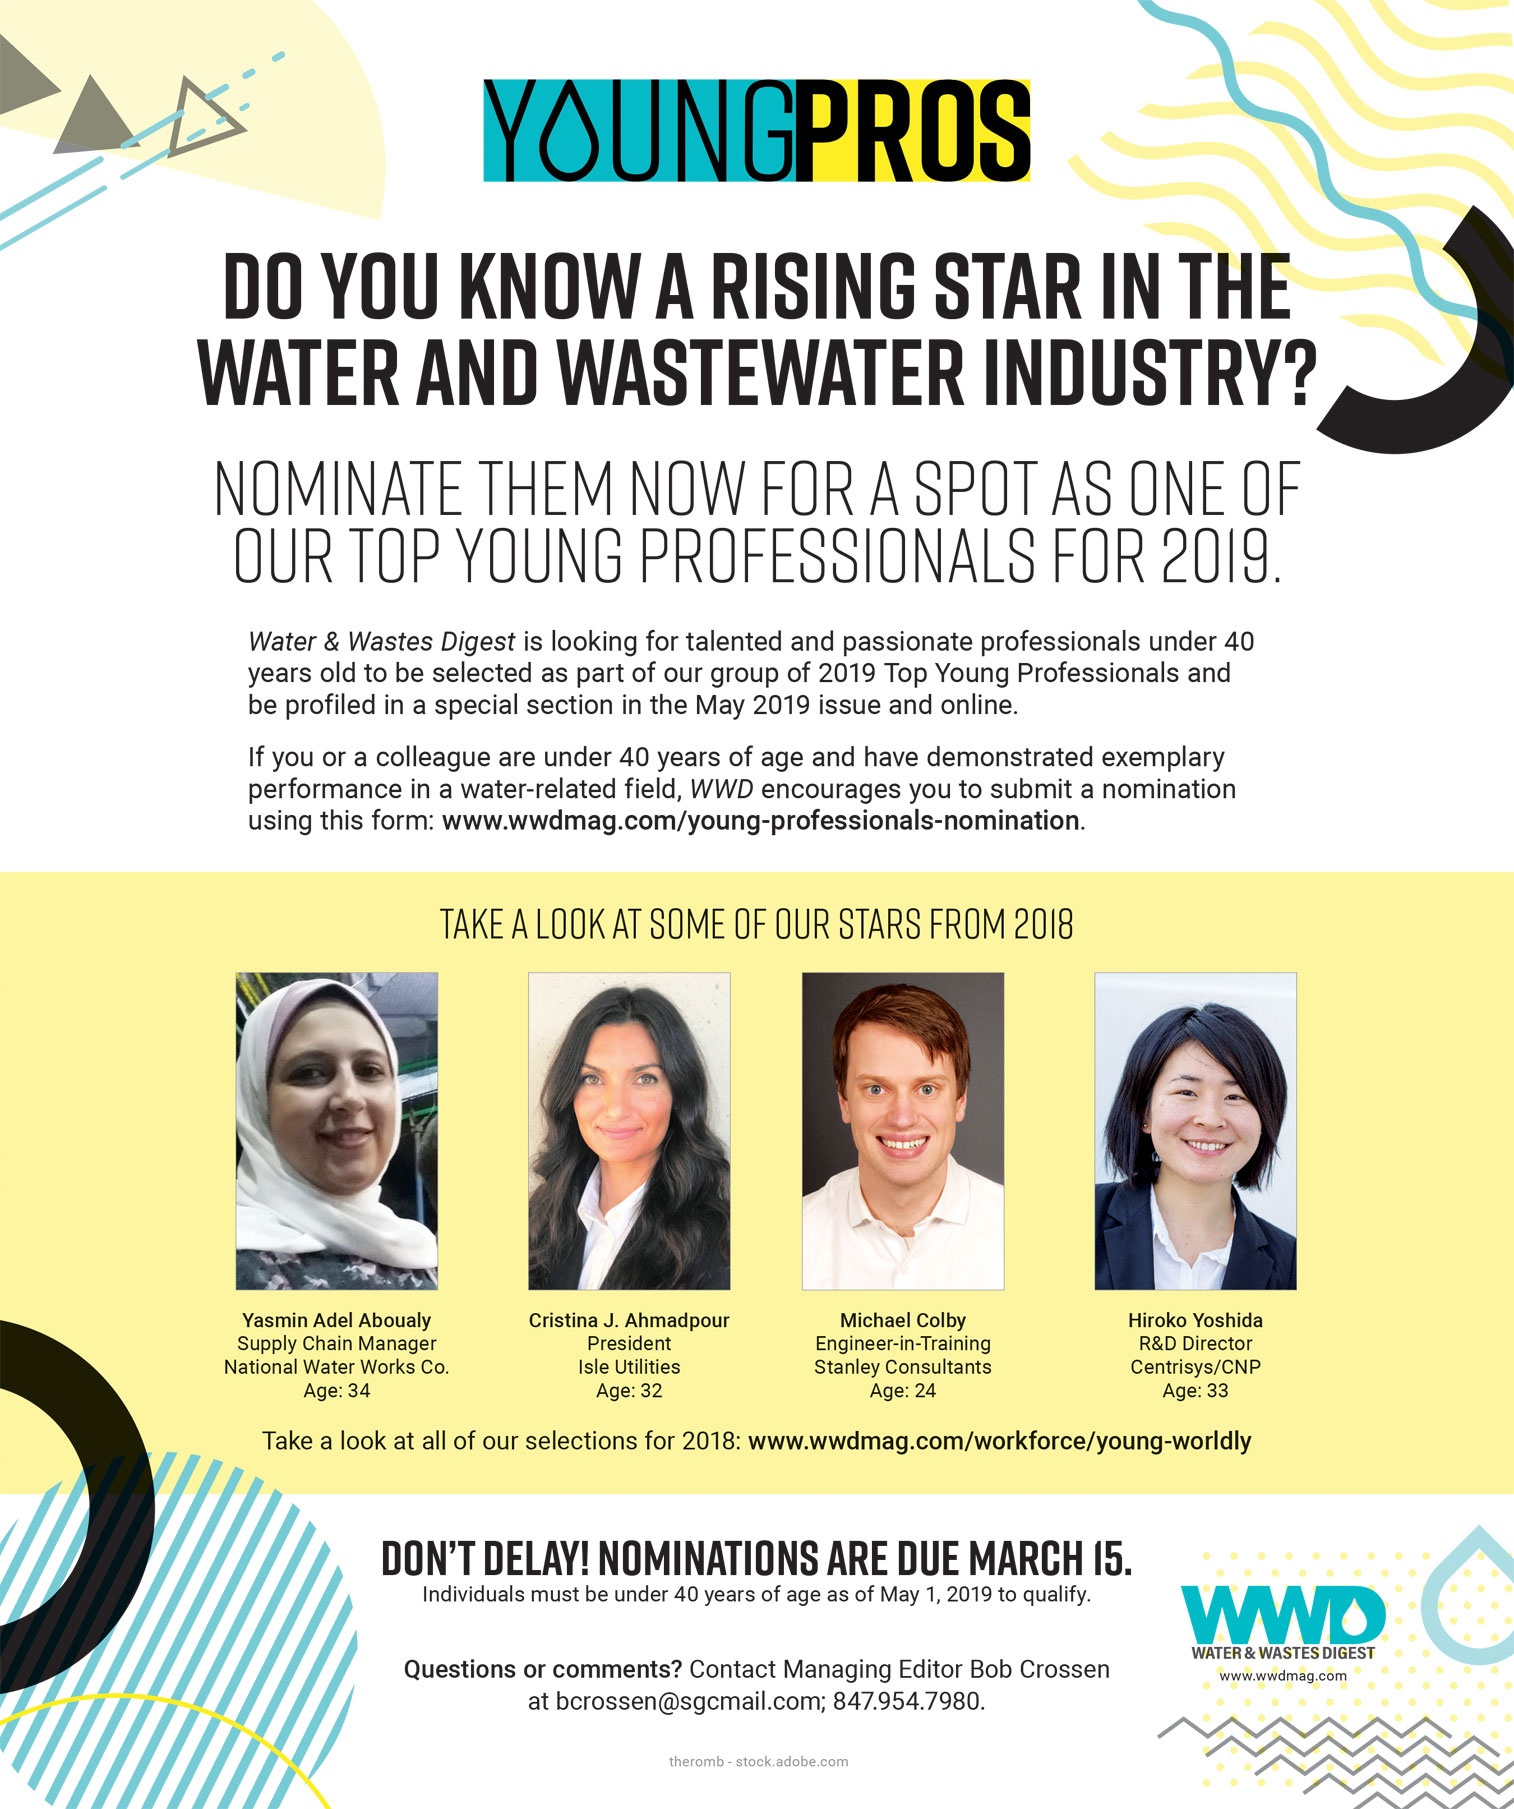 YOUNGPROS
DO YOU KNOW A RISING STAR IN THE
WATER AND WASTEWATER INDUSTRY?
NOMINATE THEM NOW FOR A SPOT AS ONE OF
OUR TOP YOUNG PROFESSIONALS FOR 2019.
Water & Wastes Digest is looking for talented and passionate professionals under 40
years old to be selected as part of our group of 2019 Top Young Professionals and
be profiled in a special section in the May 2019 issue and online.
If you or a colleague are under 40 years of age and have demonstrated exemplary
performance in a water-related field, WWD encourages you to submit a nomination
using this form: www.wwdmag.com/young-professionals-nomination.
TAKE A LOOK AT SOME OF OUR STARS FROM 2018
Yasmin Adel Aboualy
Supply Chain Manager
National Water Works Co.
Age: 34
Cristina J. Ahmadpour
President
Isle Utilities
Age: 32
Michael Colby
Engineer-in-Training
Stanley Consultants
Age: 24
Hiroko Yoshida
R&D Director
Centrisys/CNP
Age: 33
Take a look at all of our selections for 2018: www.wwdmag.com/workforce/young-worldly
DON'T DELAY! NOMINATIONS ARE DUE MARCH 15.
Individuals must be under 40 years of age as of May 1, 2019 to qualify.
Questions or comments? Contact Managing Editor Bob Crossen
at bcrossen@sgcmail.com; 847.954.7980.
WWD
WATER & WASTES DIGEST
www.wwdmag.com
theromb - stock.adobe.com